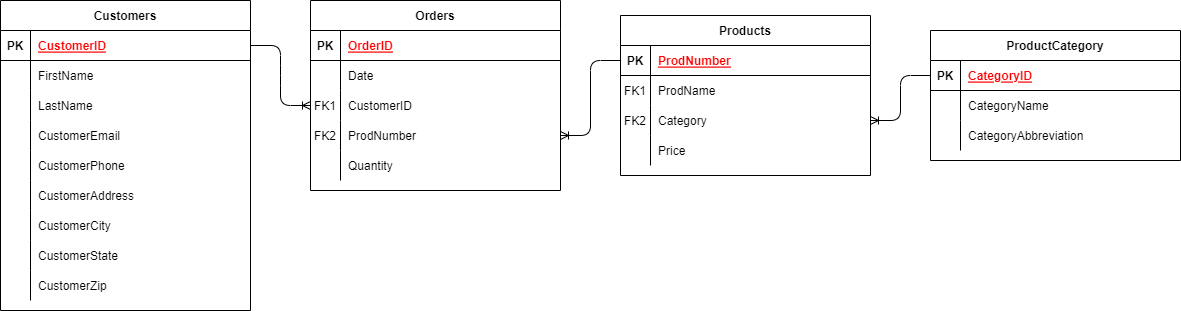 Customers
PK CustomerID
FirstName
LastName
CustomerEmail
CustomerPhone
CustomerAddress
CustomerCity
CustomerState
CustomerZip
Orders
PK OrderID
Date
FK1 CustomerID
FK2 ProdNumber
Quantity
Products
PK ProdNumber
FK1 ProdName
FK2 Category
Price
ProductCategory
PK CategoryID
CategoryName
CategoryAbbreviation